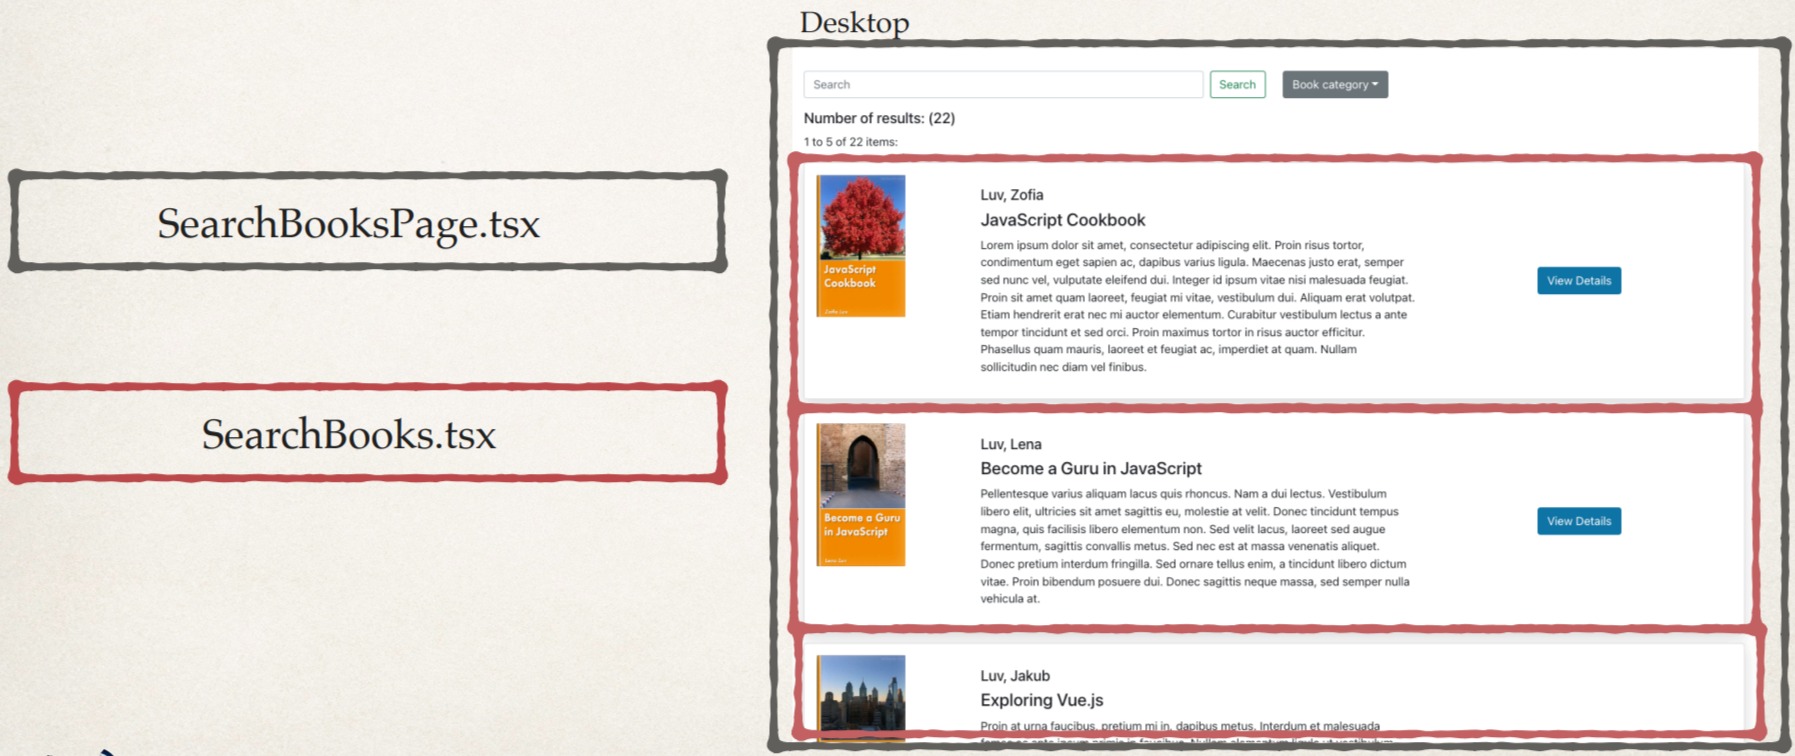 Desktop
SearchBooksPage.tsx
SearchBooks.tsx
Search
Search
Book category
Number of results: (22)
1 to 5 of 22 items:
JavaScript
Cookbook
Zofia Luv
Luv, Zofia
JavaScript Cookbook
Lorem ipsum dolor sit amet, consectetur adipiscing elit. Proin risus tortor,
condimentum eget sapien ac, dapibus varius ligula. Maecenas justo erat, semper
sed nunc vel, vulputate eleifend dui. Integer id ipsum vitae nisi malesuada feugiat.
Proin sit amet quam laoreet, feugiat mi vitae, vestibulum dui. Aliquam erat volutpat.
Etiam hendrerit erat nec mi auctor elementum. Curabitur vestibulum lectus a ante
tempor tincidunt et sed orci. Proin maximus tortor in risus auctor efficitur.
Phasellus quam mauris, laoreet et feugiat ac, imperdiet at quam. Nullam
sollicitudin nec diam vel finibus.
View Details
Become a Guru
in JavaScript
Luv, Lena
Become a Guru in JavaScript
Pellentesque varius aliquam lacus quis rhoncus. Nam a dui lectus. Vestibulum
libero elit, ultricies sit amet sagittis eu, molestie at velit. Donec tincidunt tempus
magna, quis facilisis libero elementum non. Sed velit lacus, laoreet sed augue
fermentum, sagittis convallis metus. Sed nec est at massa venenatis aliquet.
Donec pretium interdum fringilla. Sed ornare tellus enim, a tincidunt libero dictum
vitae. Proin bibendum posuere dui. Donec sagittis neque massa, sed semper nulla
vehicula at.
View Details
Luv, Jakub
Exploring Vue.js
Proin at urna faucibus, pretium mi in, dapibus metus. Interdum et malesuada